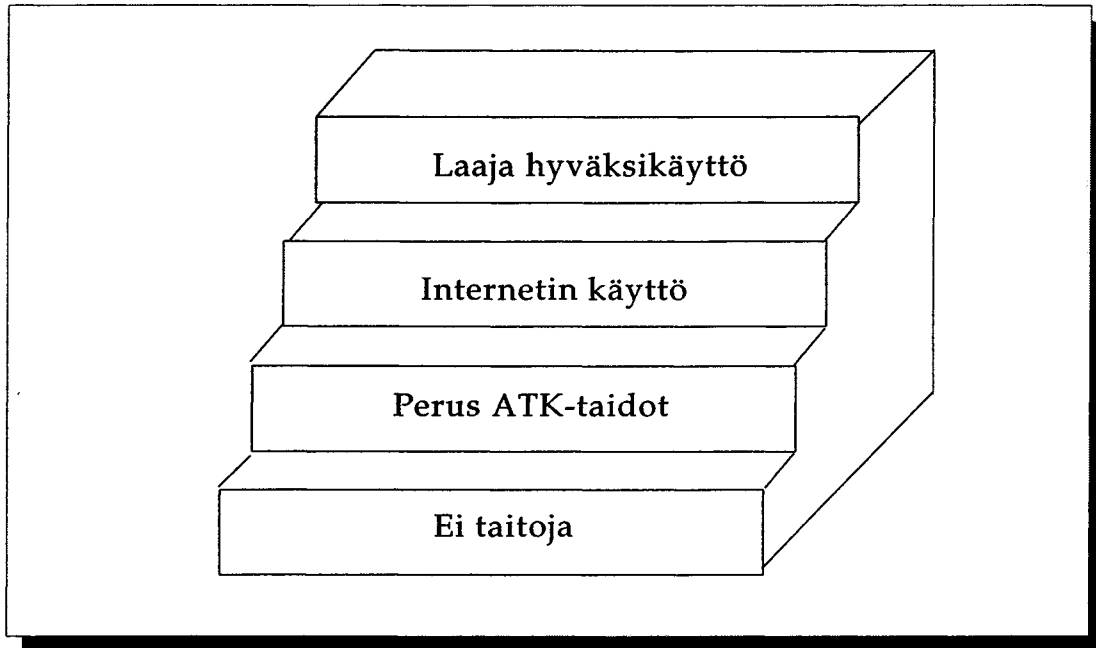 Laaja hyväksikäyttö
Internetin käyttö
Perus ATK-taidot
Ei taitoja